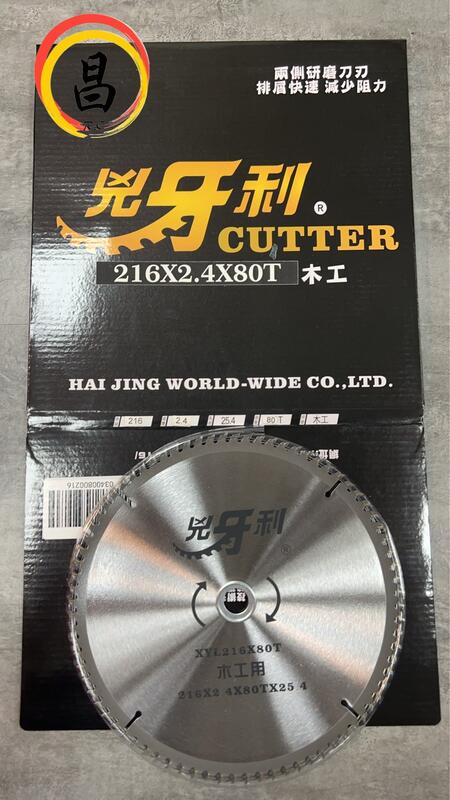 昌
兩側研磨刀刃
排屑快速 減少阻力
兇牙利®
CUTTER
216X2.4X80T 木工
HAI JING WORLD-WIDE CO.,LTD.
216 2.4 25.4 80T 木工
03400800216
兇牙利®
XYL216X80T
木工用
216X2.4X80TX25.4